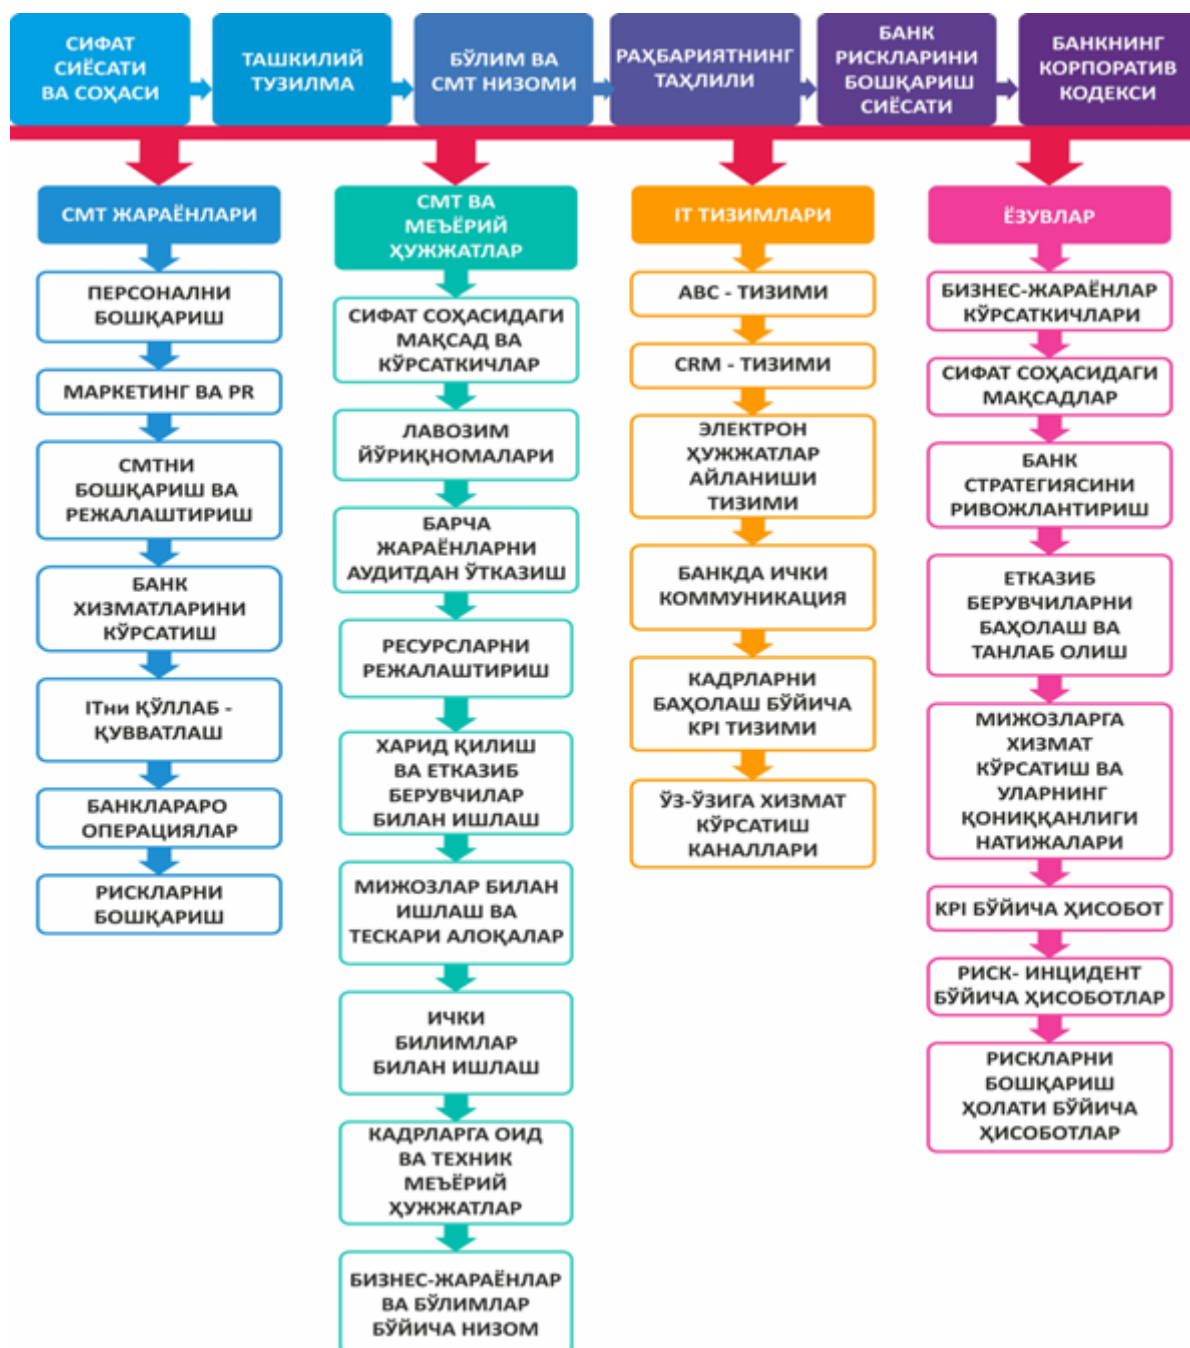 СИФАТ
СИЁСАТИ
ВА СОҲАСИ
ТАШКИЛИЙ
ТУЗИЛМА
БЎЛИМ ВА
СМТ НИЗОМИ
РАҲБАРИЯТНИНГ
ТАҲЛИЛИ
БАНК
РИСКЛАРИНИ
БОШҚАРИШ
СИЁСАТИ
БАНКНИНГ
КОРПОРАТИВ
КОДЕКСИ
СМТ ЖАРАЁНЛАРИ
ПЕРСОНАЛНИ
БОШҚАРИШ
МАРКЕТИНГ ВА PR
СМТНИ
БОШҚАРИШ ВА
РЕЖАЛАШТИРИШ
БАНК
ХИЗМАТЛАРИНИ
КЎРСАТИШ
ITни ҚЎЛЛАБ -
ҚУВВАТЛАШ
БАНКЛАРАРО
ОПЕРАЦИЯЛАР
РИСКЛАРНИ
БОШҚАРИШ
СМТ ВА
МЕЪЁРИЙ
ҲУЖЖАТЛАР
СИФАТ СОҲАСИДАГИ
МАҚСАД ВА
КЎРСАТКИЧЛАР
ЛАВОЗИМ
ЙЎРИҚНОМАЛАРИ
БАРЧА
ЖАРАЁНЛАРНИ
АУДИТДАН ЎТКАЗИШ
РЕСУРСЛАРНИ
РЕЖАЛАШТИРИШ
ХАРИД ҚИЛИШ
ВА ЕТКАЗИБ
БЕРУВЧИЛАР
БИЛАН ИШЛАШ
МИЖОЗЛАР БИЛАН
ИШЛАШ ВА
ТЕСКАРИ АЛОҚАЛАР
ИЧКИ
БИЛИМЛАР
БИЛАН ИШЛАШ
КАДРЛАРГА ОИД
ВА ТЕХНИК
МЕЪЁРИЙ
ҲУЖЖАТЛАР
БИЗНЕС-ЖАРАЁНЛАР
ВА БЎЛИМЛАР
БЎЙИЧА НИЗОМ
IT ТИЗИМЛАРИ
ABC - ТИЗИМИ
CRM - ТИЗИМИ
ЭЛЕКТРОН
ҲУЖЖАТЛАР
АЙЛАНИШИ
ТИЗИМИ
БАНКДА ИЧКИ
КОММУНИКАЦИЯ
КАДРЛАРНИ
БАҲОЛАШ БЎЙИЧА
KPI ТИЗИМИ
ЎЗ-ЎЗИГА ХИЗМАТ
КЎРСАТИШ
КАНАЛЛАРИ
ЁЗУВЛАР
БИЗНЕС-ЖАРАЁНЛАР
КЎРСАТКИЧЛАРИ
СИФАТ СОҲАСИДАГИ
МАҚСАДЛАР
БАНК
СТРАТЕГИЯСИНИ
РИВОЖЛАНТИРИШ
ЕТКАЗИБ
БЕРУВЧИЛАРНИ
БАҲОЛАШ ВА
ТАНЛАБ ОЛИШ
МИЖОЗЛАРГА
ХИЗМАТ
КЎРСАТИШ ВА
УЛАРНИНГ
ҚОНИҚҚАНЛИГИ
НАТИЖАЛАРИ
KPI БЎЙИЧА ҲИСОБОТ
РИСК- ИНЦИДЕНТ
БЎЙИЧА ҲИСОБОТЛАР
РИСКЛАРНИ
БОШҚАРИШ
ҲОЛАТИ БЎЙИЧА
ҲИСОБОТЛАР